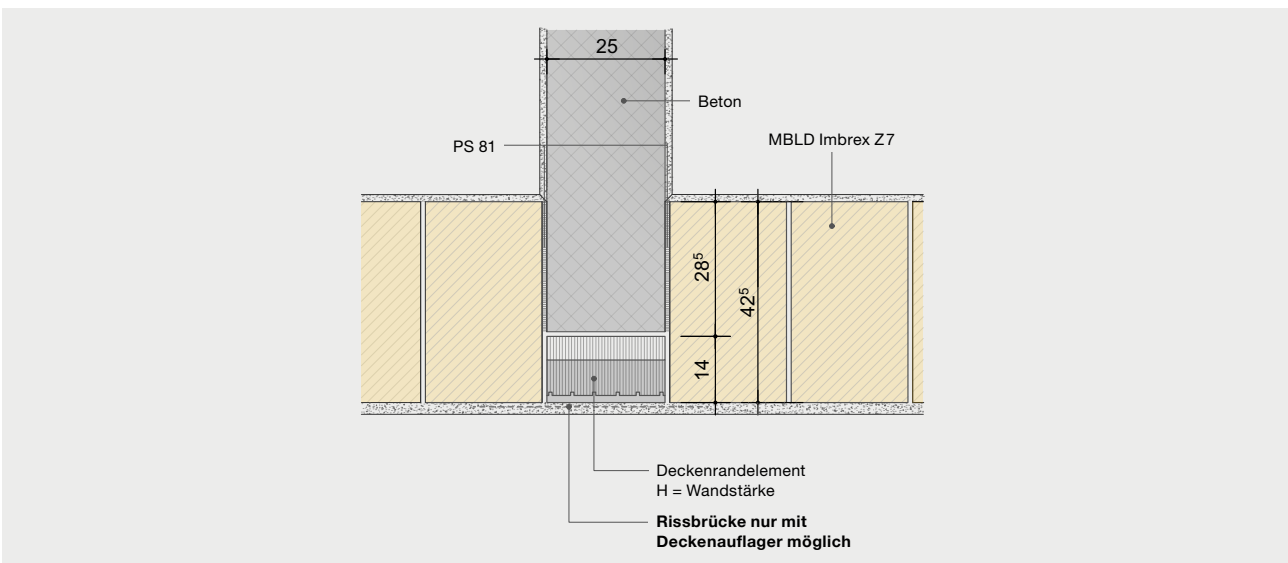 25
Beton
MBLD Imbrex Z7
PS 81
28⁵
42⁵
14
Deckenrandelement
H = Wandstärke
Rissbrücke nur mit
Deckenauflager möglich